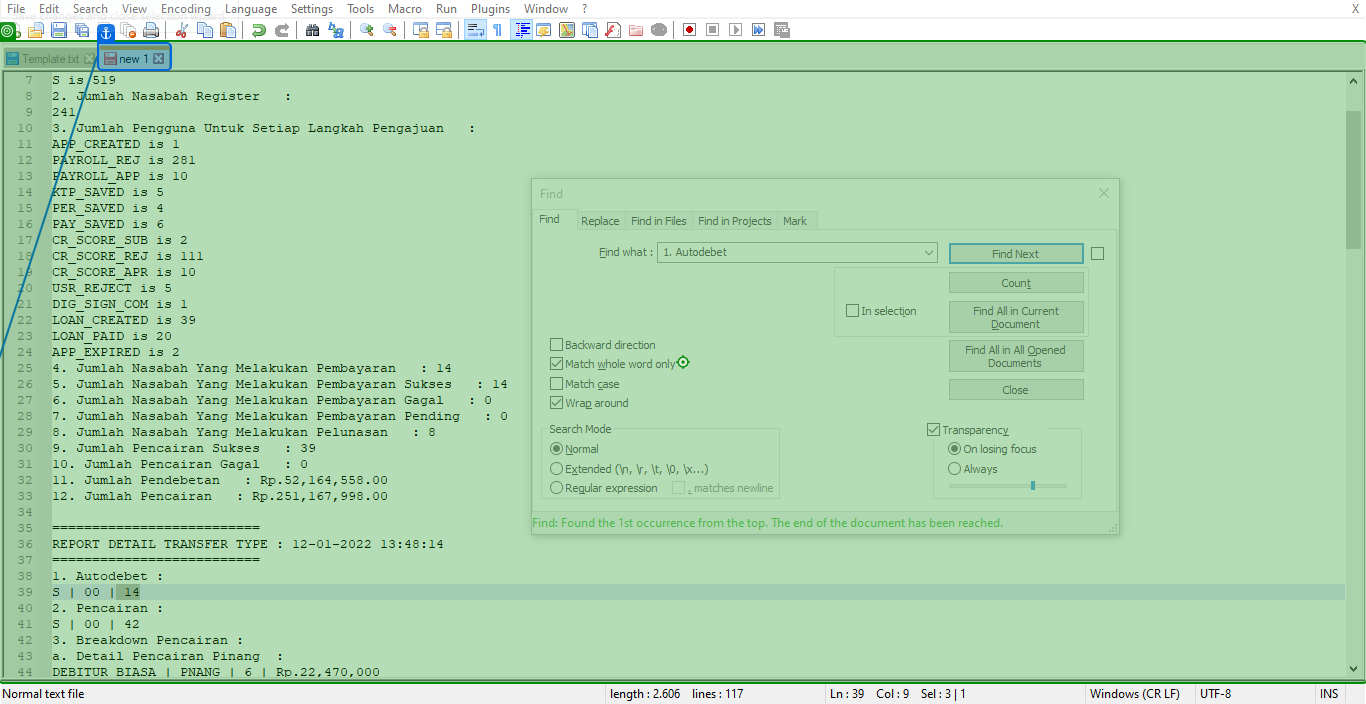 File Edit Search View Encoding Language Settings Tools Macro Run Plugins Window ? X
Template.txt new 1
7 S is 519
8 2. Jumlah Nasabah Register :
9 241
10 3. Jumlah Pengguna Untuk Setiap Langkah Pengajuan :
11 APP_CREATED is 1
12 PAYROLL_REJ is 281
13 PAYROLL_APP is 10
14 KTP_SAVED is 5
15 PER_SAVED is 4
16 PAY_SAVED is 6
17 CR_SCORE_SUB is 2
18 CR_SCORE_REJ is 111
19 CR_SCORE_APR is 10
20 USR_REJECT is 5
21 DIG_SIGN_COM is 1
22 LOAN_CREATED is 39
23 LOAN_PAID is 20
24 APP_EXPIRED is 2
25 4. Jumlah Nasabah Yang Melakukan Pembayaran : 14
26 5. Jumlah Nasabah Yang Melakukan Pembayaran Sukses : 14
27 6. Jumlah Nasabah Yang Melakukan Pembayaran Gagal : 0
28 7. Jumlah Nasabah Yang Melakukan Pembayaran Pending : 0
29 8. Jumlah Nasabah Yang Melakukan Pelunasan : 8
30 9. Jumlah Pencairan Sukses : 39
31 10. Jumlah Pencairan Gagal : 0
32 11. Jumlah Pendebetan : Rp.52,164,558.00
33 12. Jumlah Pencairan : Rp.251,167,998.00
34
35 ==========================
36 REPORT DETAIL TRANSFER TYPE : 12-01-2022 13:48:14
37 ==========================
38 1. Autodebet :
39 S | 00 | 14
40 2. Pencairan :
41 S | 00 | 42
42 3. Breakdown Pencairan :
43 a. Detail Pencairan Pinang :
44 DEBITUR BIASA | PNANG | 6 | Rp.22,470,000
Find
Find Replace Find in Files Find in Projects Mark
Find what : 1. Autodebet Find Next
Count
In selection
Find All in Current
Document
Find All in All Opened
Documents
Close
Backward direction
Match whole word only
Match case
Wrap around
Search Mode
Normal
Extended (\n, \r, \t, \0, \x...)
Regular expression . matches newline
Transparency
On losing focus
Always
Find: Found the 1st occurrence from the top. The end of the document has been reached.
Normal text file length : 2.606 lines : 117 Ln : 39 Col : 9 Sel : 3 | 1 Windows (CR LF) UTF-8 INS